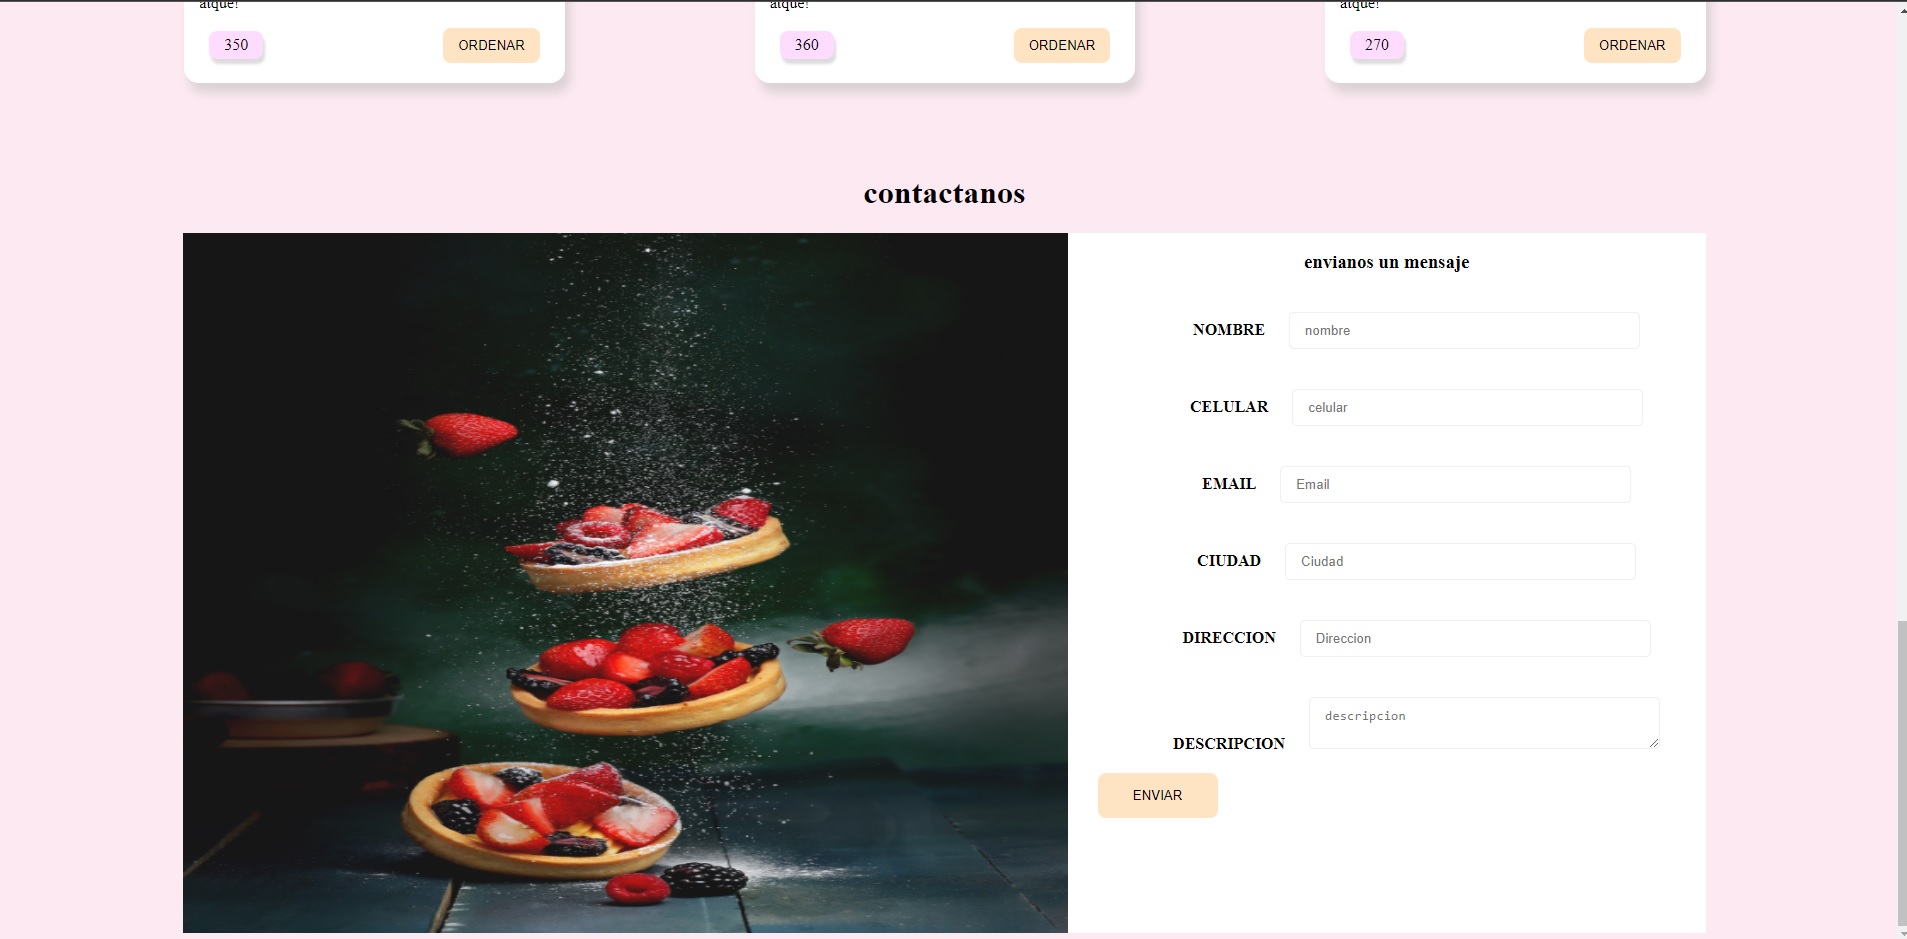 atque! atque! atque!
350 ORDENAR 360 ORDENAR 270 ORDENAR
contactanos
envianos un mensaje
NOMBRE nombre
CELULAR celular
EMAIL Email
CIUDAD Ciudad
DIRECCION Direccion
DESCRIPCION descripcion
ENVIAR